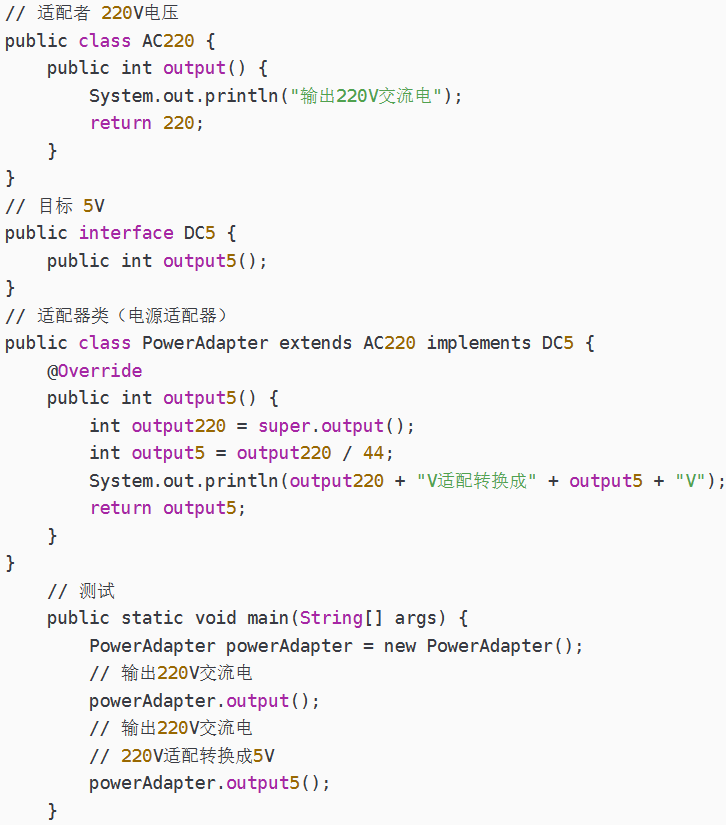 // 适配者 220V电压
public class AC220 {
    public int output() {
        System.out.println("输出220V交流电");
        return 220;
    }
}
// 目标 5V
public interface DC5 {
    public int output5();
}
// 适配器类（电源适配器）
public class PowerAdapter extends AC220 implements DC5 {
    @Override
    public int output5() {
        int output220 = super.output();
        int output5 = output220 / 44;
        System.out.println(output220 + "V适配转换成" + output5 + "V");
        return output5;
    }
}
    // 测试
    public static void main(String[] args) {
        PowerAdapter powerAdapter = new PowerAdapter();
        // 输出220V交流电
        powerAdapter.output();
        // 输出220V交流电
        // 220V适配转换成5V
        powerAdapter.output5();
    }